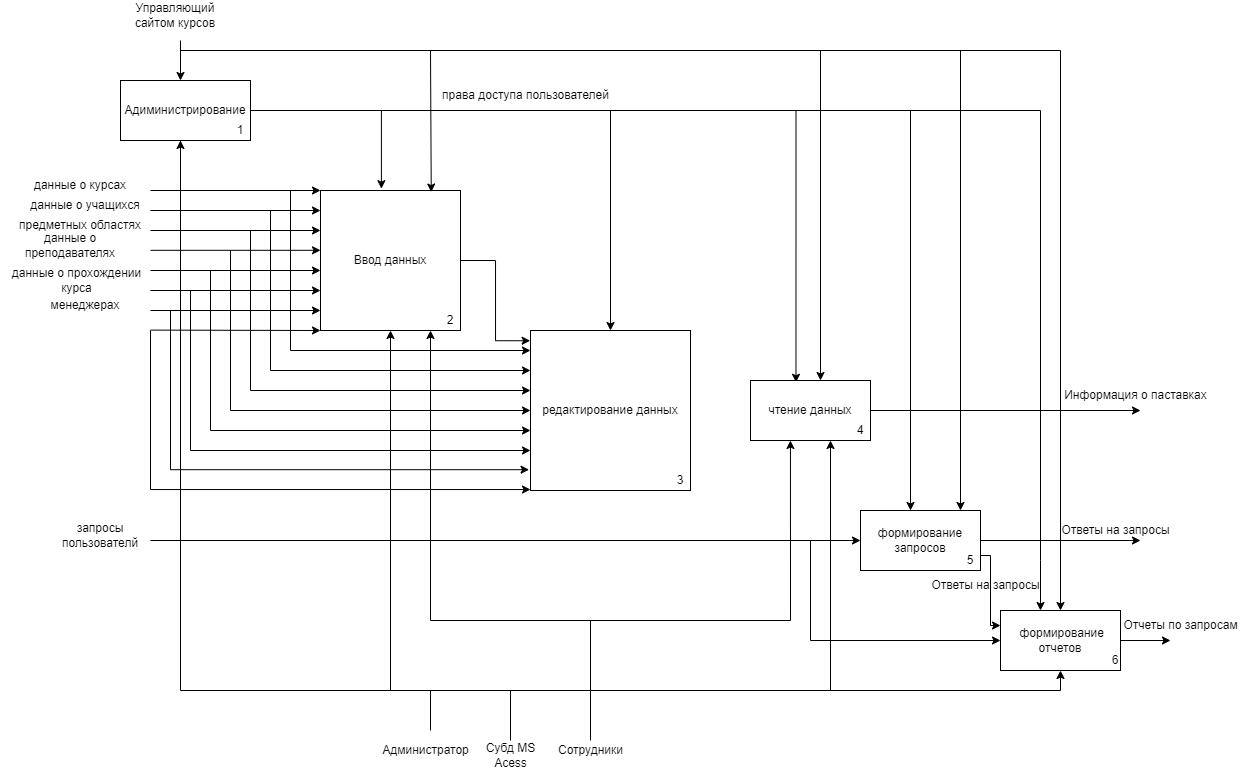 Управляющий
сайтом курсов
Адиминистрирование
1
права доступа пользователей
данные о курсах
данные о учащихся
предметных областях
данные о
преподавателях
данные о прохождении
курса
менеджерах
Ввод данных
2
редактирование данных
3
чтение данных
4
Информация о паставках
запросы
пользователй
формирование
запросов
5
Ответы на запросы
Ответы на запросы
формирование
отчетов
6
Отчеты по запросам
Администратор
Субд MS
Acess
Сотрудники